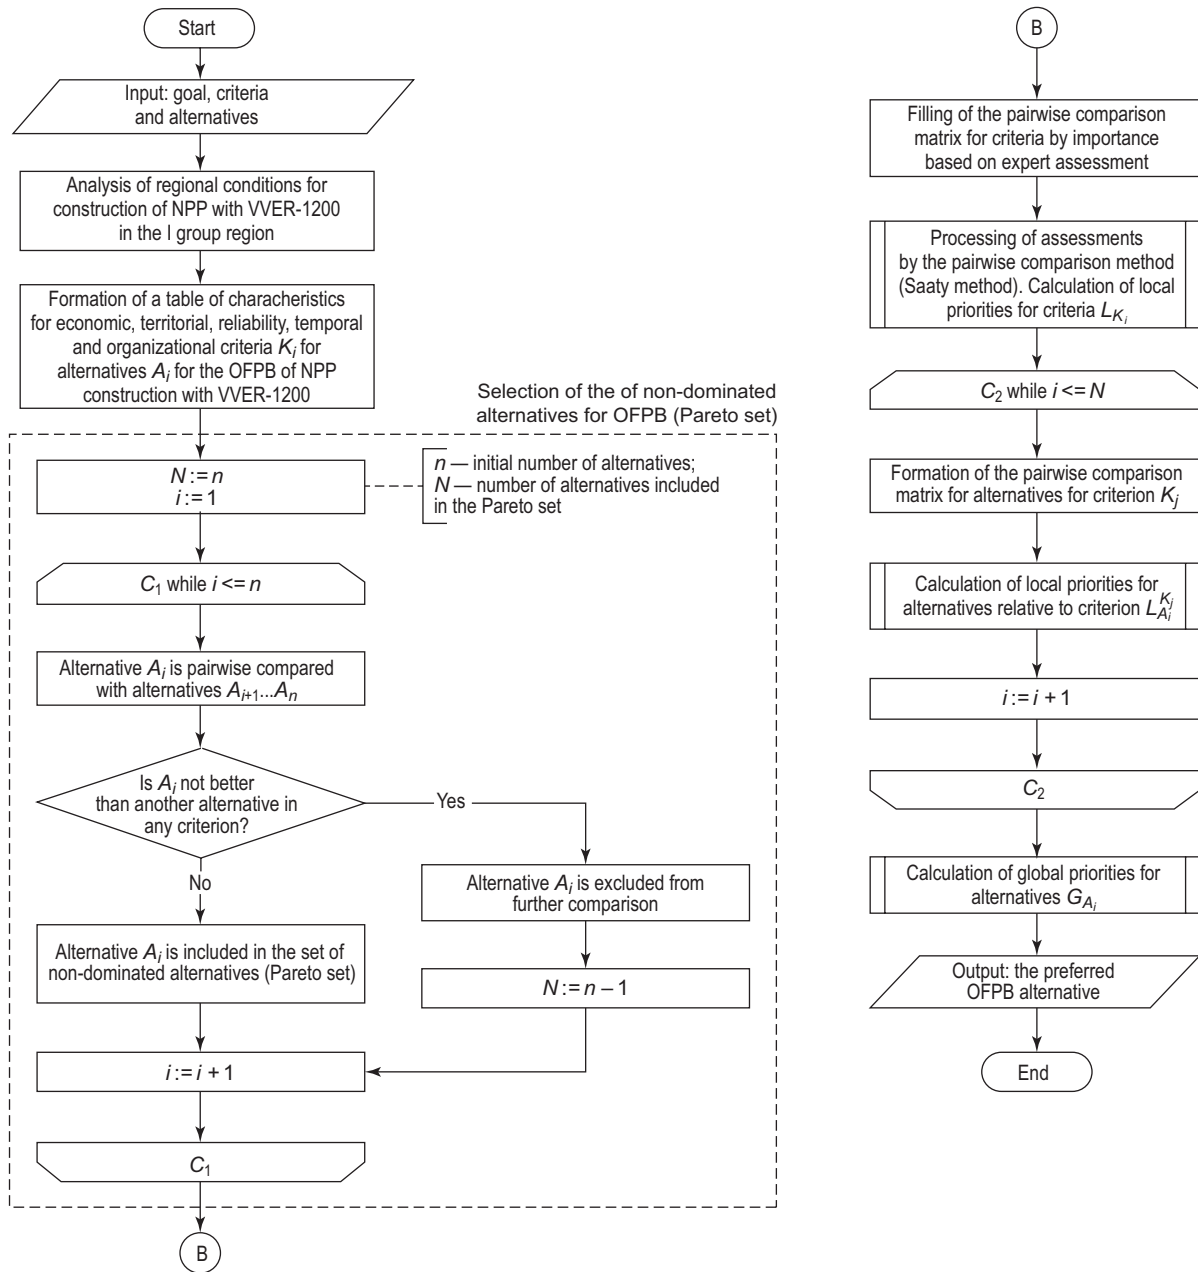 Start
Input: goal, criteria
and alternatives
Analysis of regional conditions for
construction of NPP with VVER-1200
in the I group region
Formation of a table of characheristics
for economic, territorial, reliability, temporal
and organizational criteria K_i for
alternatives A_i for the OFPB of NPP
construction with VVER-1200
Selection of the of non-dominated
alternatives for OFPB (Pareto set)
N := n
i := 1
n — initial number of alternatives;
N — number of alternatives included
in the Pareto set
C_1 while i <= n
Alternative A_i is pairwise compared
with alternatives A_{i+1}...A_n
Is A_i not better
than another alternative in
any criterion?
Yes
No
Alternative A_i is excluded from
further comparison
Alternative A_i is included in the set of
non-dominated alternatives (Pareto set)
N := n – 1
i := i + 1
C_1
B
B
Filling of the pairwise comparison
matrix for criteria by importance
based on expert assessment
Processing of assessments
by the pairwise comparison method
(Saaty method). Calculation of local
priorities for criteria L_{K_i}
C_2 while i <= N
Formation of the pairwise comparison
matrix for alternatives for criterion K_j
Calculation of local priorities for
alternatives relative to criterion L_{A_i}^{K_j}
i := i + 1
C_2
Calculation of global priorities for
alternatives G_{A_i}
Output: the preferred
OFPB alternative
End